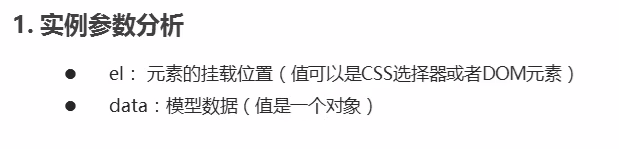 1. 实例参数分析
● el： 元素的挂载位置（值可以是CSS选择器或者DOM元素）
● data：模型数据（值是一个对象）